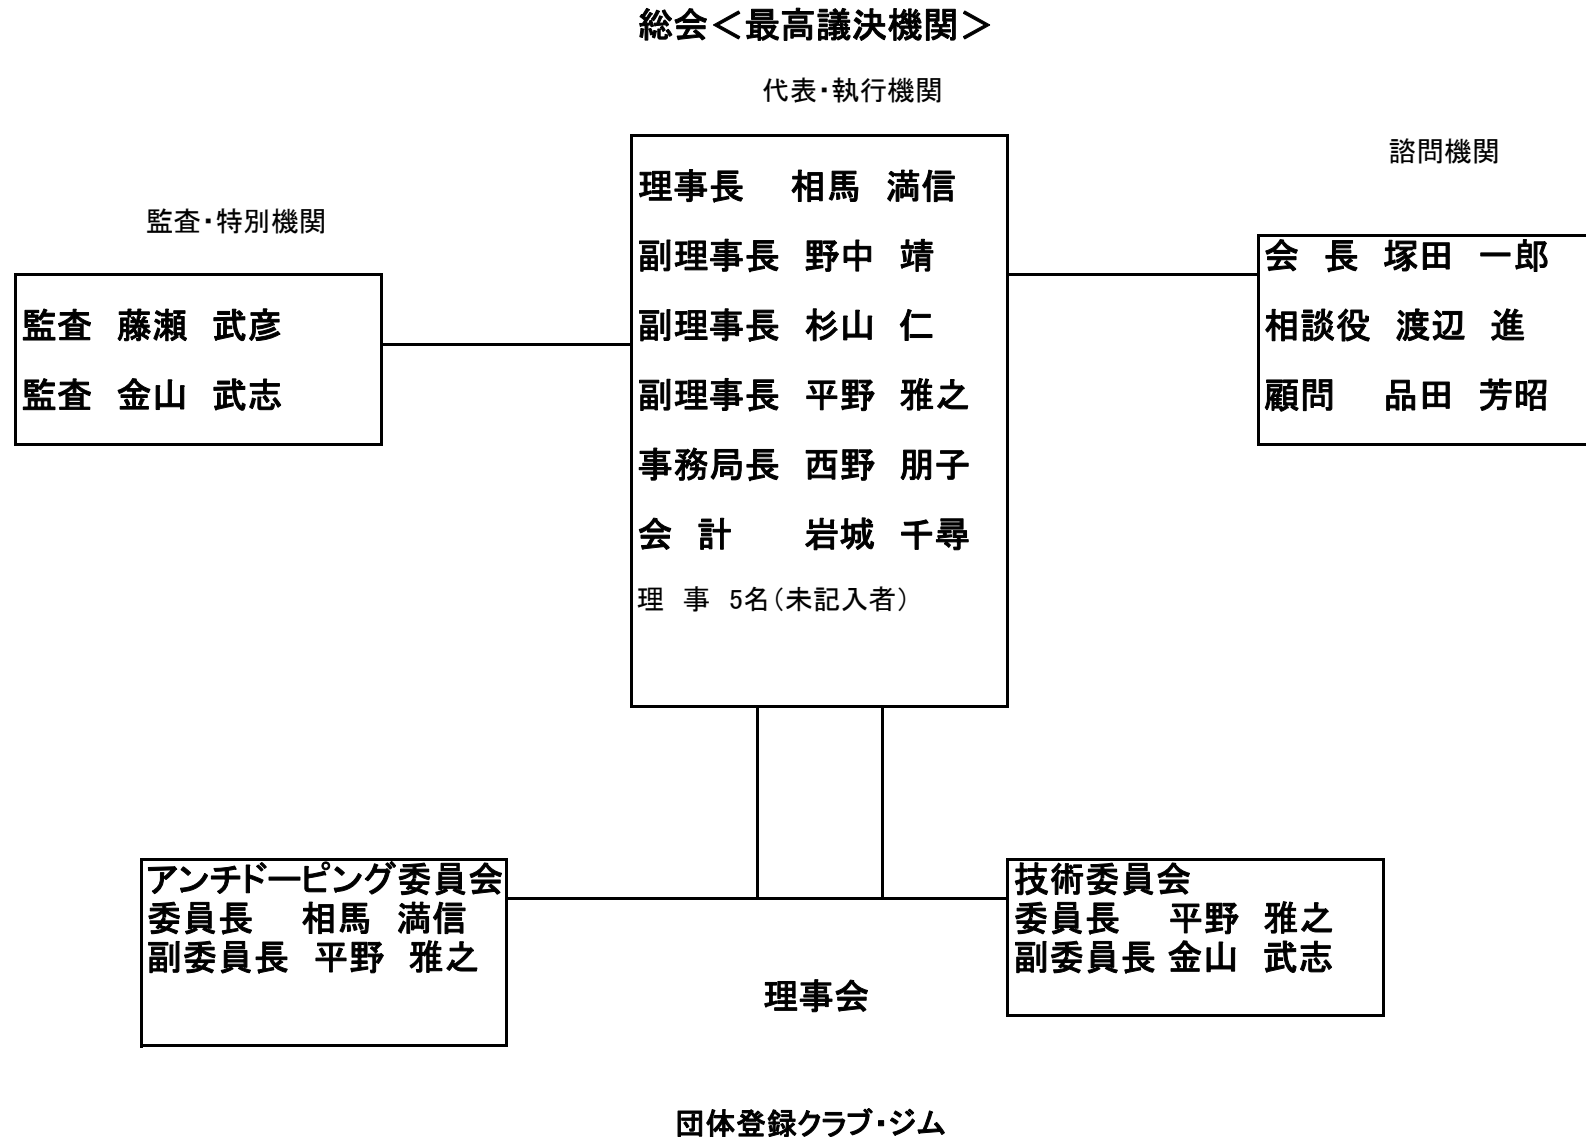 総会＜最高議決機関＞
代表・執行機関
諮問機関
監査・特別機関
理事長　相馬　満信
副理事長　野中　靖
副理事長　杉山　仁
副理事長　平野　雅之
事務局長　西野　朋子
会　計　　岩城　千尋
理　事　5名（未記入者）
監査　藤瀬　武彦
監査　金山　武志
会　長　塚田　一郎
相談役　渡辺　進
顧問　　品田　芳昭
アンチドーピング委員会
委員長　相馬　満信
副委員長　平野　雅之
技術委員会
委員長　平野　雅之
副委員長　金山　武志
理事会
団体登録クラブ・ジム